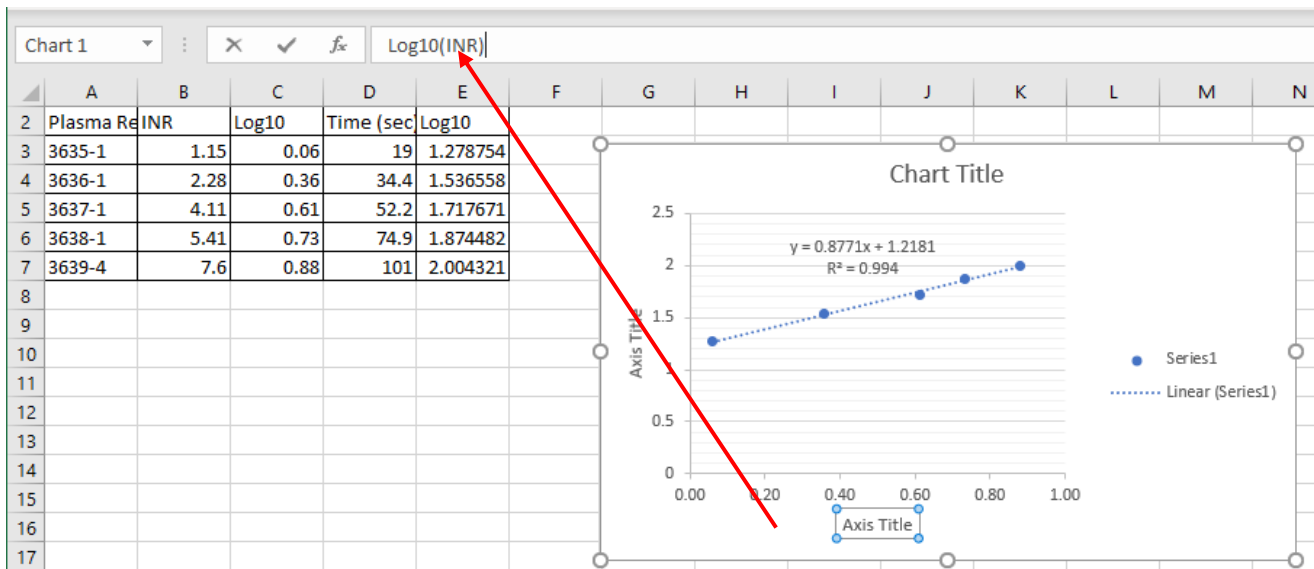 Chart 1 fx Log10(INR)
A B C D E F G H I J K L M N
2 Plasma Re INR Log10 Time (sec) Log10
3 3635-1 1.15 0.06 19 1.278754
4 3636-1 2.28 0.36 34.4 1.536558
5 3637-1 4.11 0.61 52.2 1.717671
6 3638-1 5.41 0.73 74.9 1.874482
7 3639-4 7.6 0.88 101 2.004321
8
9
10
11
12
13
14
15
16
17
Chart Title
2.5
y = 0.8771x + 1.2181
R² = 0.994
2
1.5
Axis Title
1
0.5
0
0.00 0.20 0.40 0.60 0.80 1.00
Axis Title
Series1
Linear (Series1)